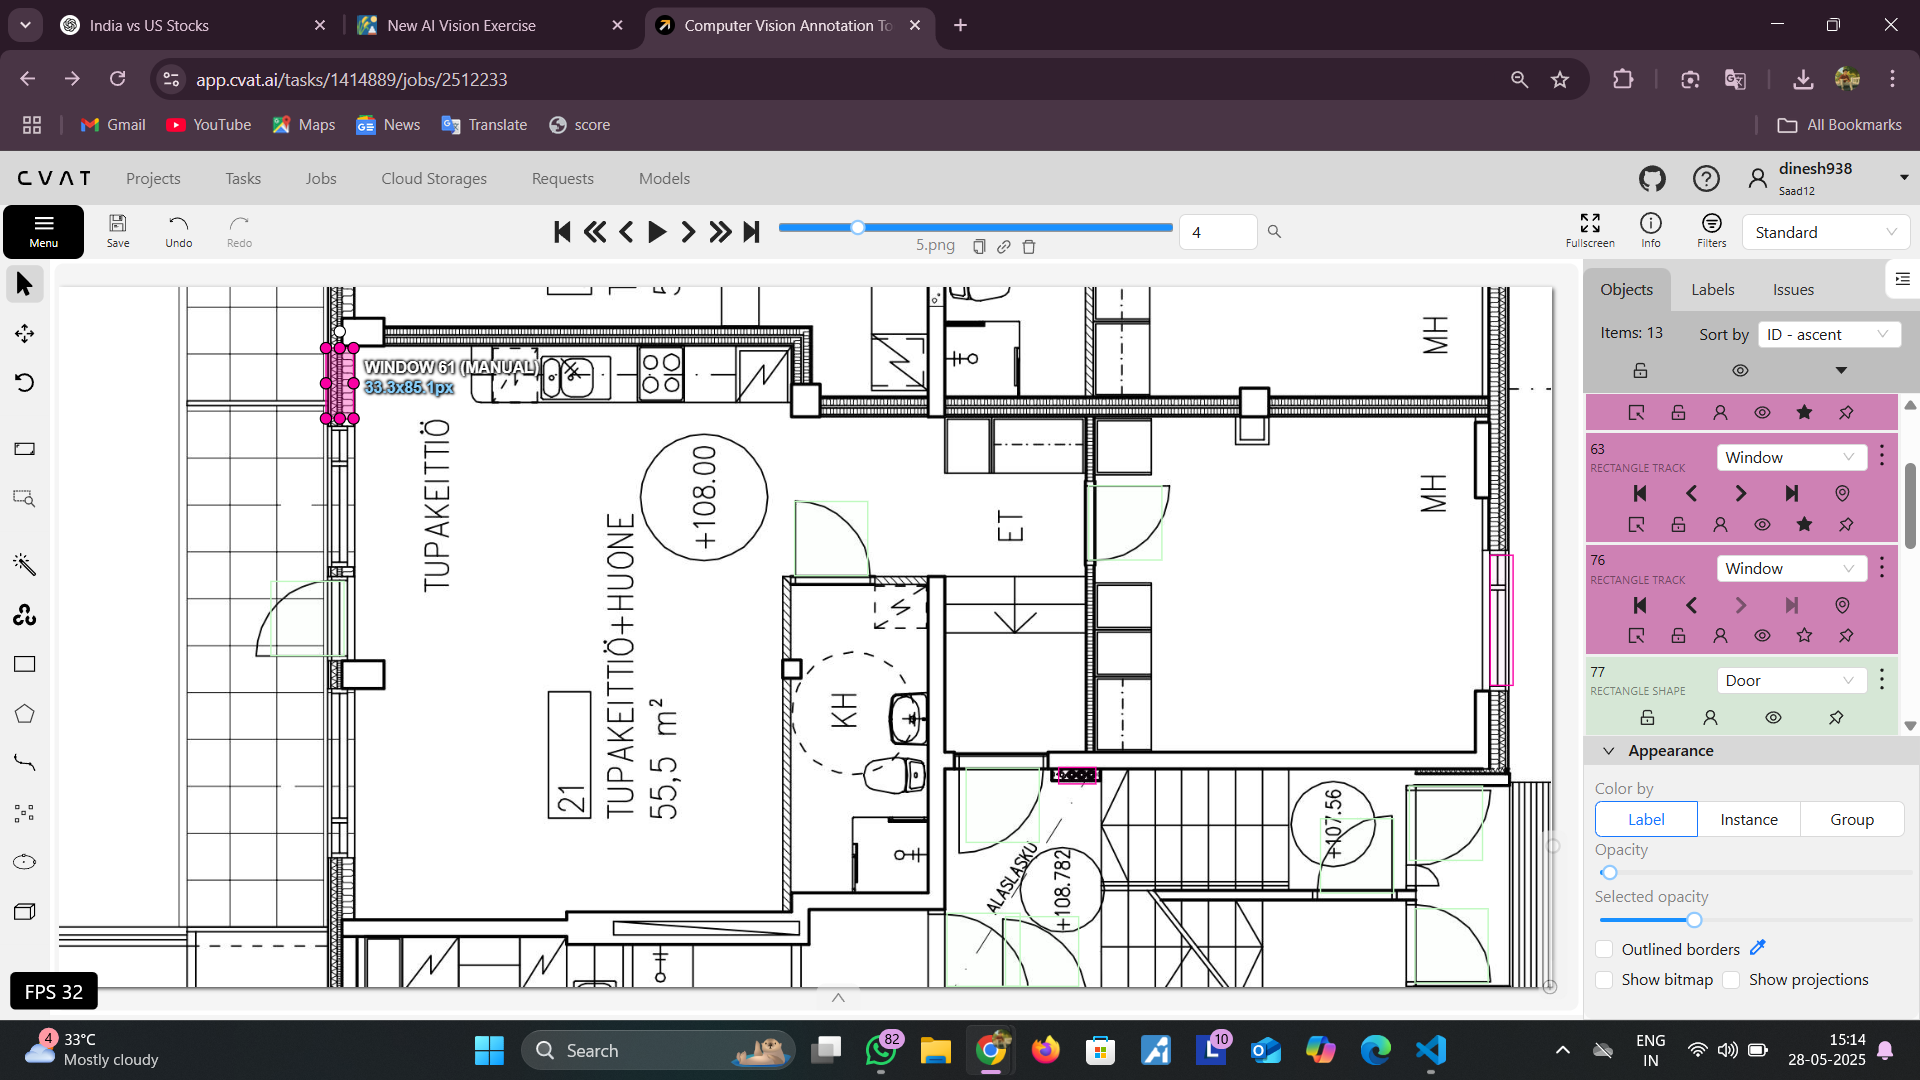 India vs US Stocks
New AI Vision Exercise
Computer Vision Annotation To
app.cvat.ai/tasks/1414889/jobs/2512233
Gmail
YouTube
Maps
News
Translate
score
All Bookmarks
CVAT
Projects
Tasks
Jobs
Cloud Storages
Requests
Models
dinesh938
Saad12
Menu
Save
Undo
Redo
5.png
4
Fullscreen
Info
Filters
Standard
Objects
Labels
Issues
Items: 13
Sort by
ID - ascent
63
RECTANGLE TRACK
Window
76
RECTANGLE TRACK
Window
77
RECTANGLE SHAPE
Door
Appearance
Color by
Label
Instance
Group
Opacity
Selected opacity
Outlined borders
Show bitmap
Show projections
WINDOW 61 (MANUAL)
33.3x85.1px
TUPAKEITTIÖ
+108.00
TUPAKEITTIÖ+HUONE
55,5 m²
21
KH
ET
MH
MH
ALASLASKU
+108.782
+107.56
FPS 32
4
33°C
Mostly cloudy
Search
82
10
ENG
IN
15:14
28-05-2025